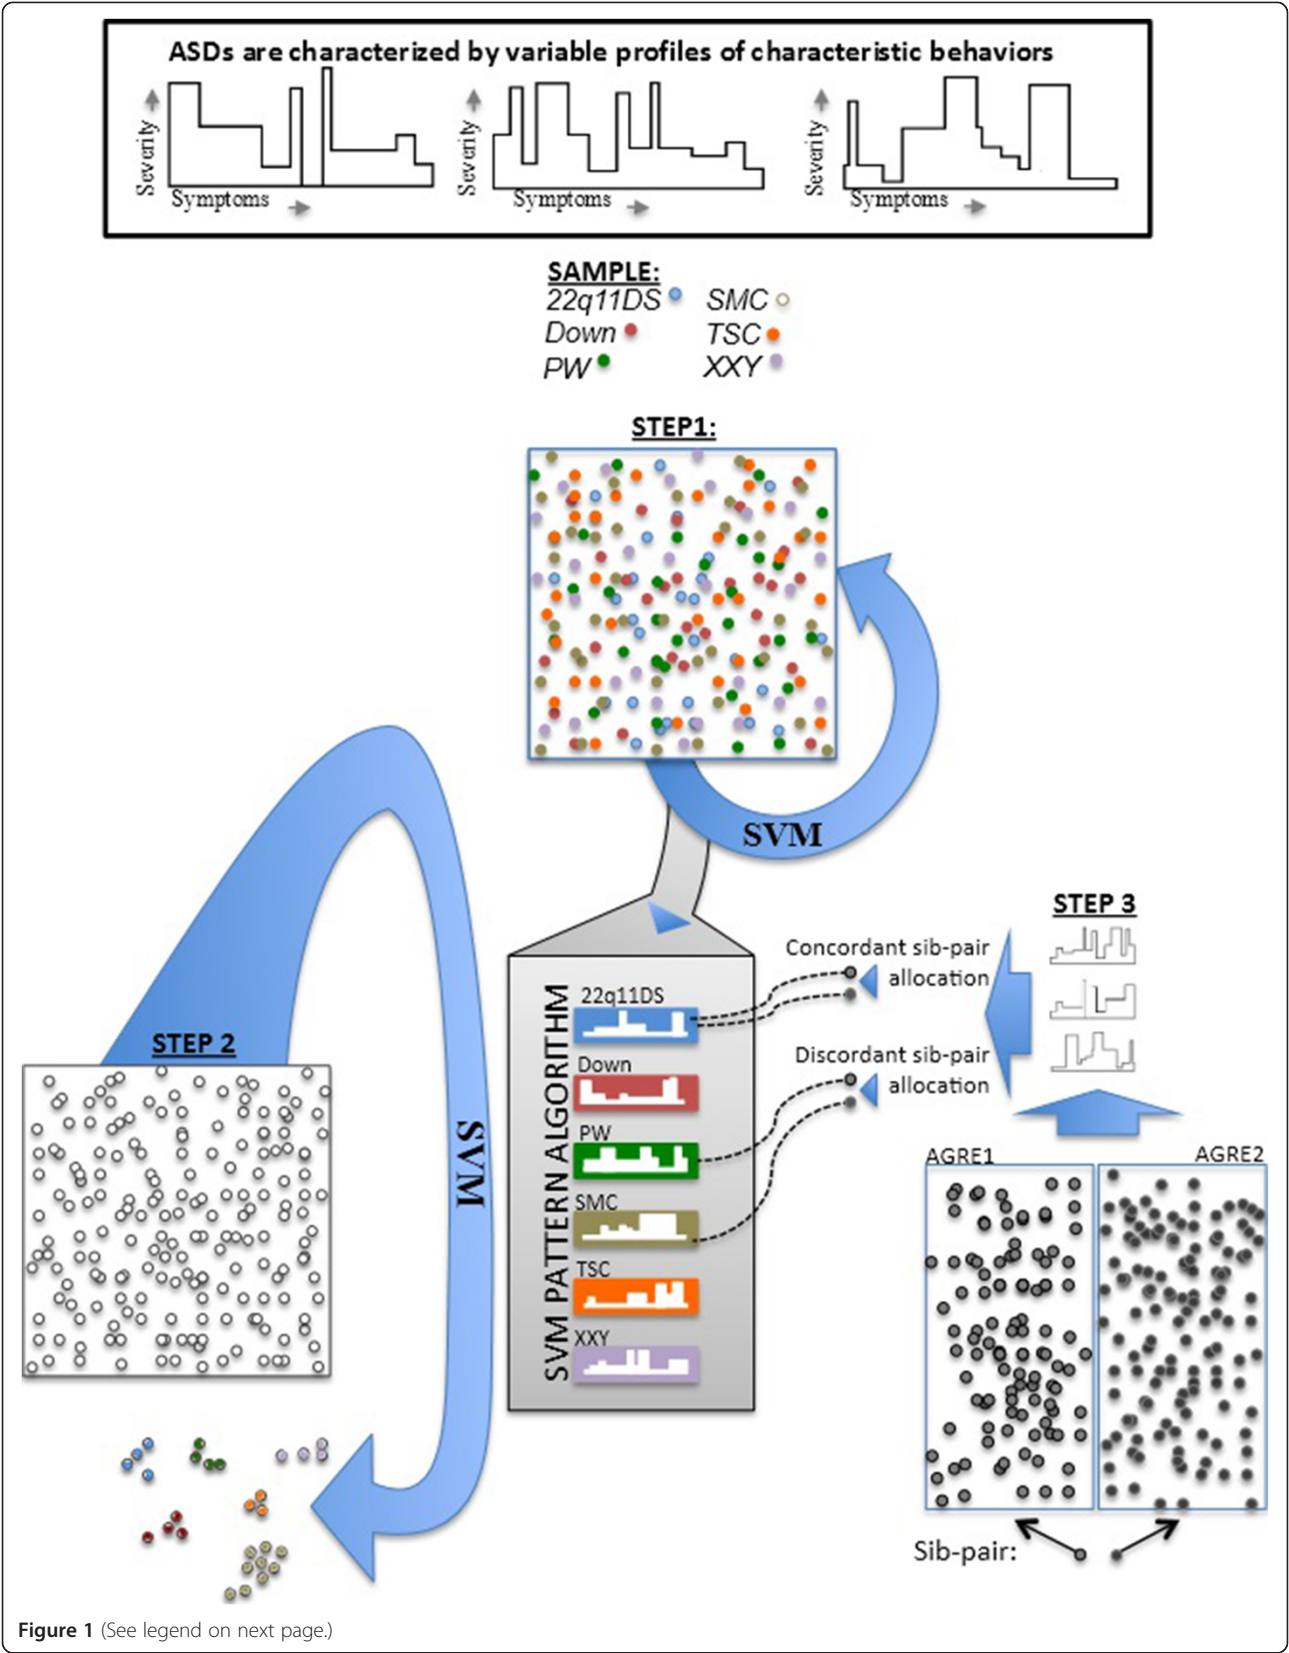 ASDs are characterized by variable profiles of characteristic behaviors
Severity
Symptoms
Severity
Symptoms
Severity
Symptoms
SAMPLE:
22q11DS
SMC
Down
TSC
PW
XXY
STEP1:
SVM
STEP 2
SVM
SVM PATTERN ALGORITHM
22q11DS
Down
PW
SMC
TSC
XXY
Concordant sib-pair
allocation
Discordant sib-pair
allocation
STEP 3
AGRE1
AGRE2
Sib-pair:
Figure 1 (See legend on next page.)